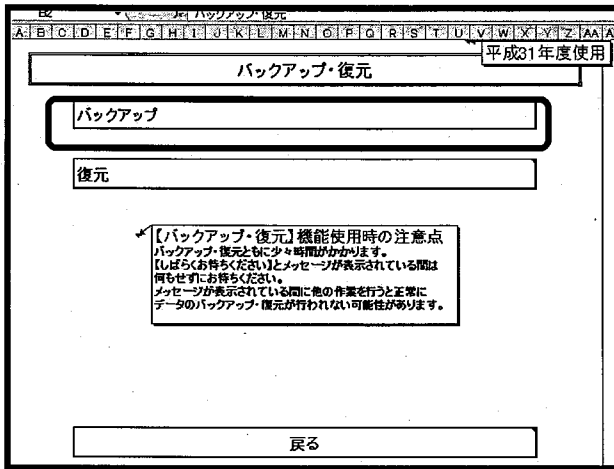 B2 バックアップ・復元
A B C D E F G H I J K L M N O P Q R S T U V W X Y Z AA A
平成31年度使用
バックアップ・復元
バックアップ
復元
【バックアップ・復元】機能使用時の注意点
バックアップ・復元ともに少々時間がかかります。
【しばらくお待ちください】とメッセージが表示されている間は
何もせずにお待ちください。
メッセージが表示されている間に他の作業を行うと正常に
データのバックアップ・復元が行われない可能性があります。
戻る